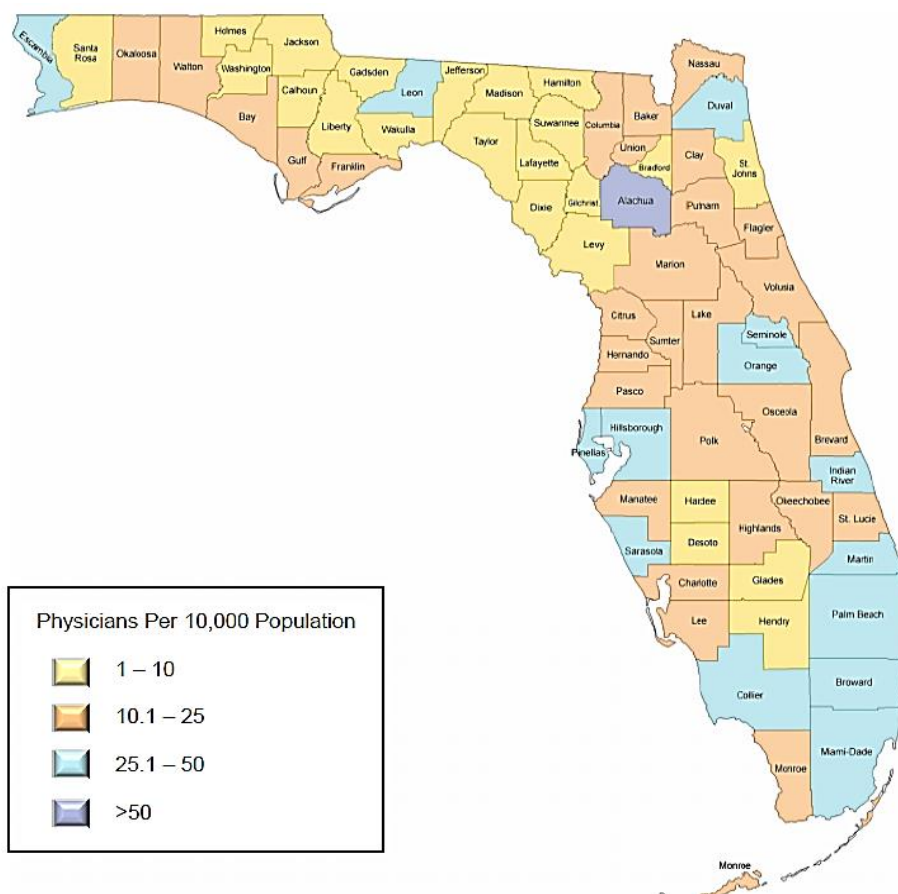 Escambia
Santa
Rosa
Okaloosa
Walton
Holmes
Washington
Jackson
Bay
Calhoun
Gulf
Liberty
Gadsden
Franklin
Leon
Wakulla
Jefferson
Madison
Taylor
Hamilton
Suwannee
Lafayette
Dixie
Columbia
Gilchrist
Levy
Baker
Union
Bradford
Alachua
Nassau
Duval
Clay
St.
Johns
Putnam
Flagler
Marion
Volusia
Citrus
Sumter
Lake
Hernando
Pasco
Seminole
Orange
Osceola
Brevard
Pinellas
Hillsborough
Polk
Indian
River
Manatee
Hardee
Highlands
Okeechobee
St. Lucie
Sarasota
Desoto
Martin
Charlotte
Glades
Lee
Hendry
Palm Beach
Collier
Broward
Monroe
Miami-Dade
Monroe
Physicians Per 10,000 Population
1 – 10
10.1 – 25
25.1 – 50
>50